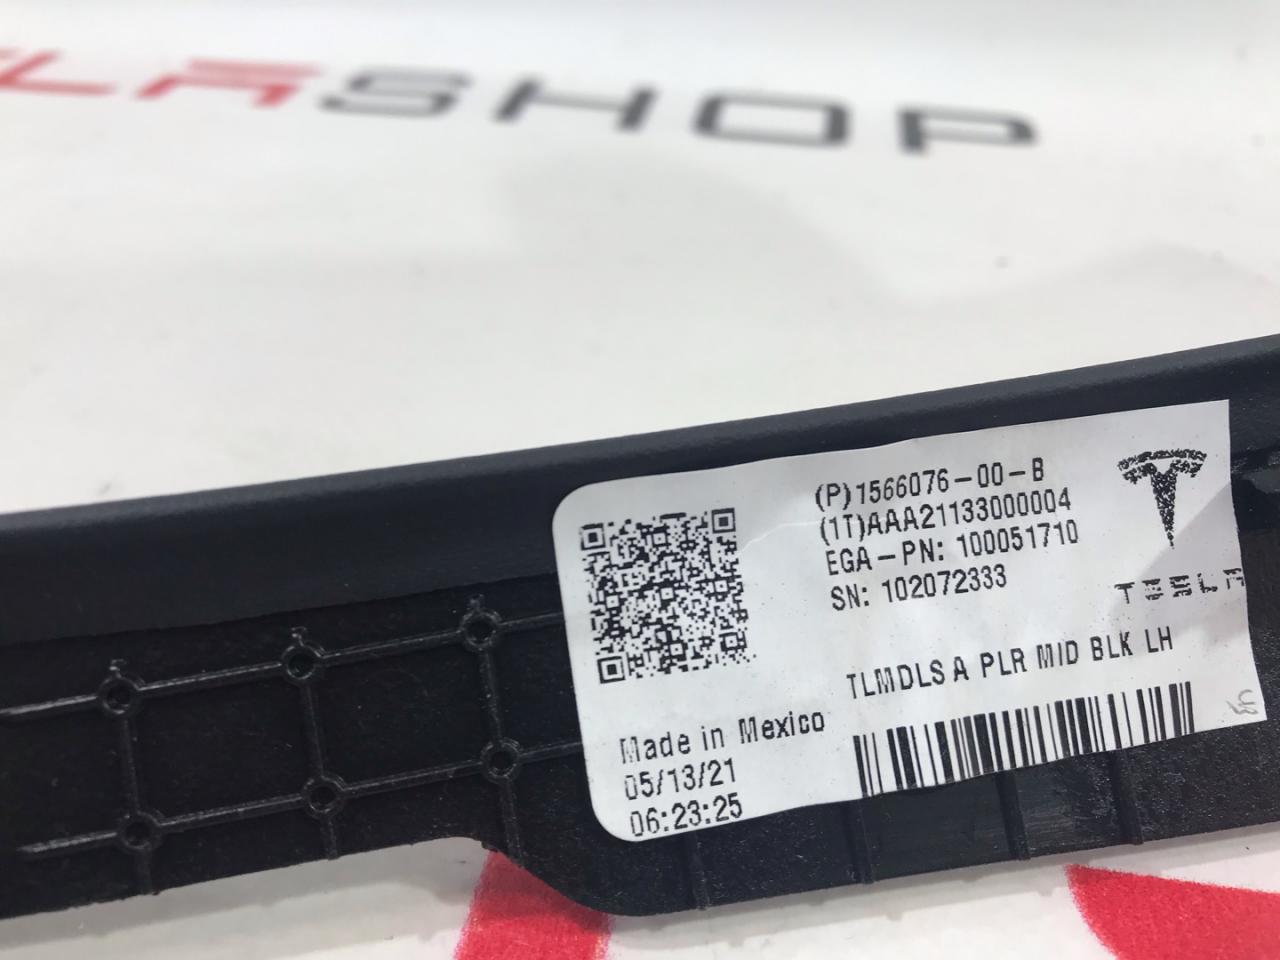 SLASHOP
(P)1566076-00-B
(1T)AAA21133000004
EGA-PN: 100051710
SN: 102072333
TESLA
TLMDLS A PLR MID BLK LH
Made in Mexico
05/13/21
06:23:25